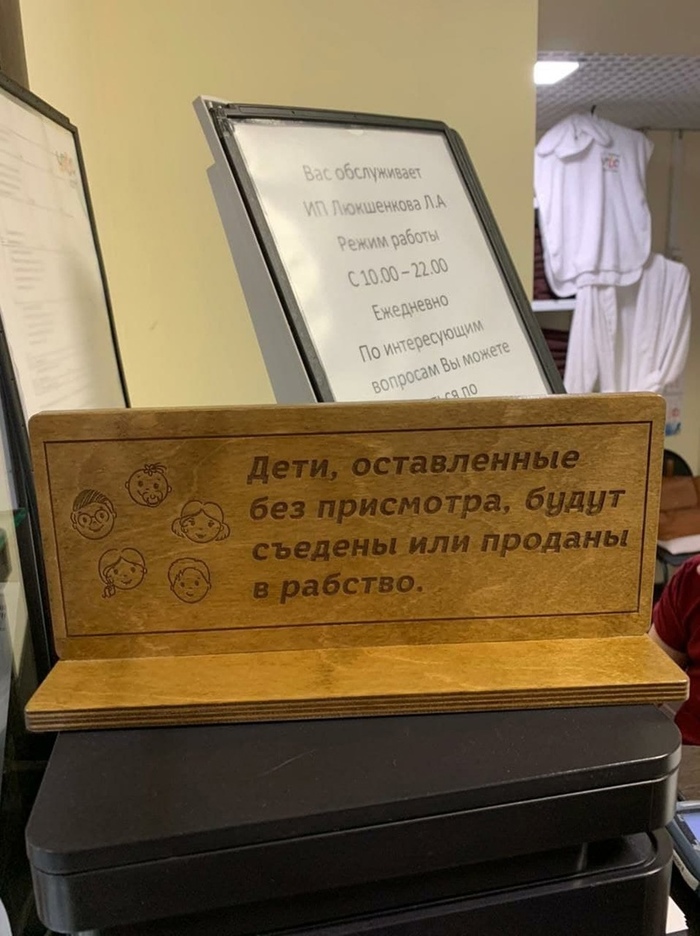 Вас обслуживает
ИП Люкшенкова Л.А
Режим работы
С 10.00 – 22.00
Ежедневно
По интересующим
вопросам Вы можете
по
Дети, оставленные
без присмотра, будут
съедены или проданы
в рабство.